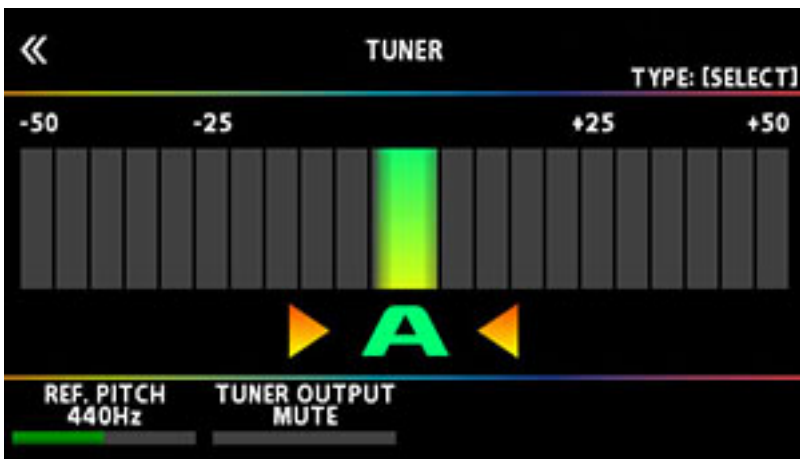 TUNER
TYPE: [SELECT]
-50 -25 +25 +50
A
REF. PITCH TUNER OUTPUT
440Hz MUTE